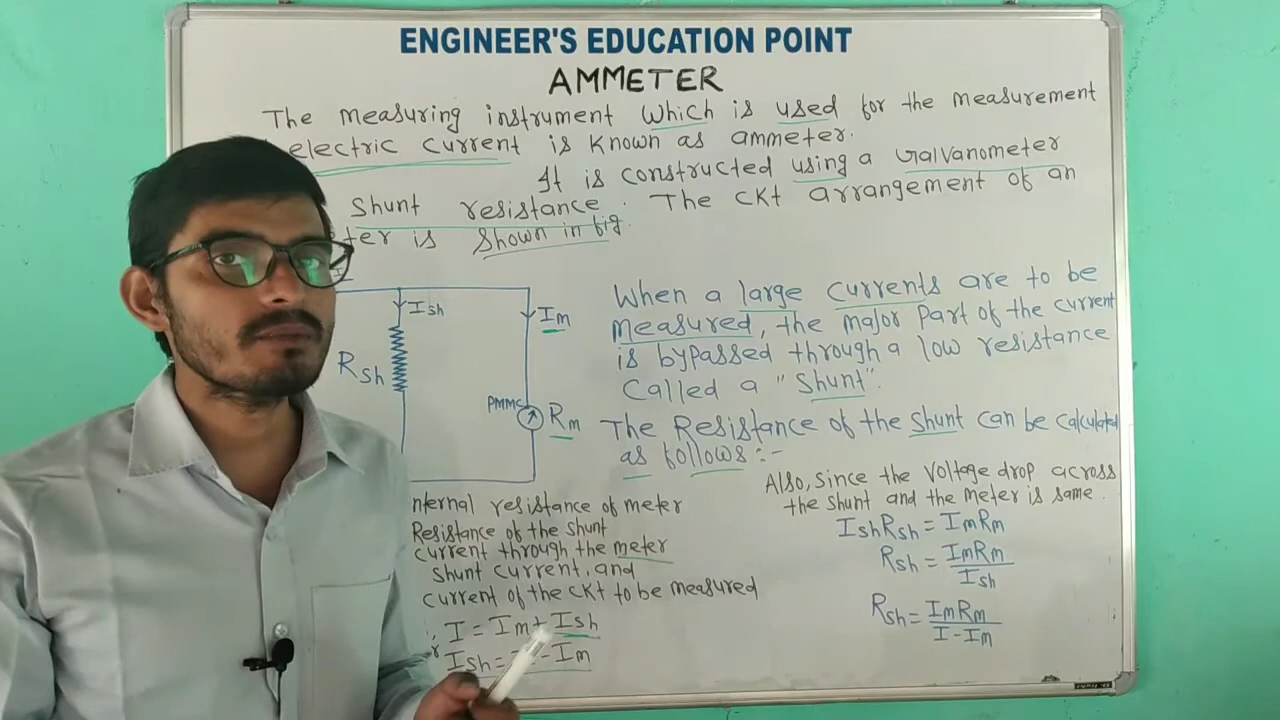 ENGINEER'S EDUCATION POINT
AMMETER
The measuring instrument which is used for the measurement
electric current is known as ammeter.
It is constructed using a Galvanometer
Shunt resistance. The CKt arrangement of an
ter is shown in fig.
I
Ish
Im
Rsh
PMMC
Rm
When a large currents are to be
measured, the major part of the current
is bypassed through a low resistance
called a "shunt".
The Resistance of the shunt can be calculated
as follows:-
nternal resistance of meter
Resistance of the shunt
current through the meter
shunt current, and
current of the CKt to be measured
I = Im + Ish
Ish = - Im
Also, since the voltage drop across
the shunt and the meter is same.
IshRsh = ImRm
Rsh = ImRm / Ish
Rsh = ImRm / I - Im